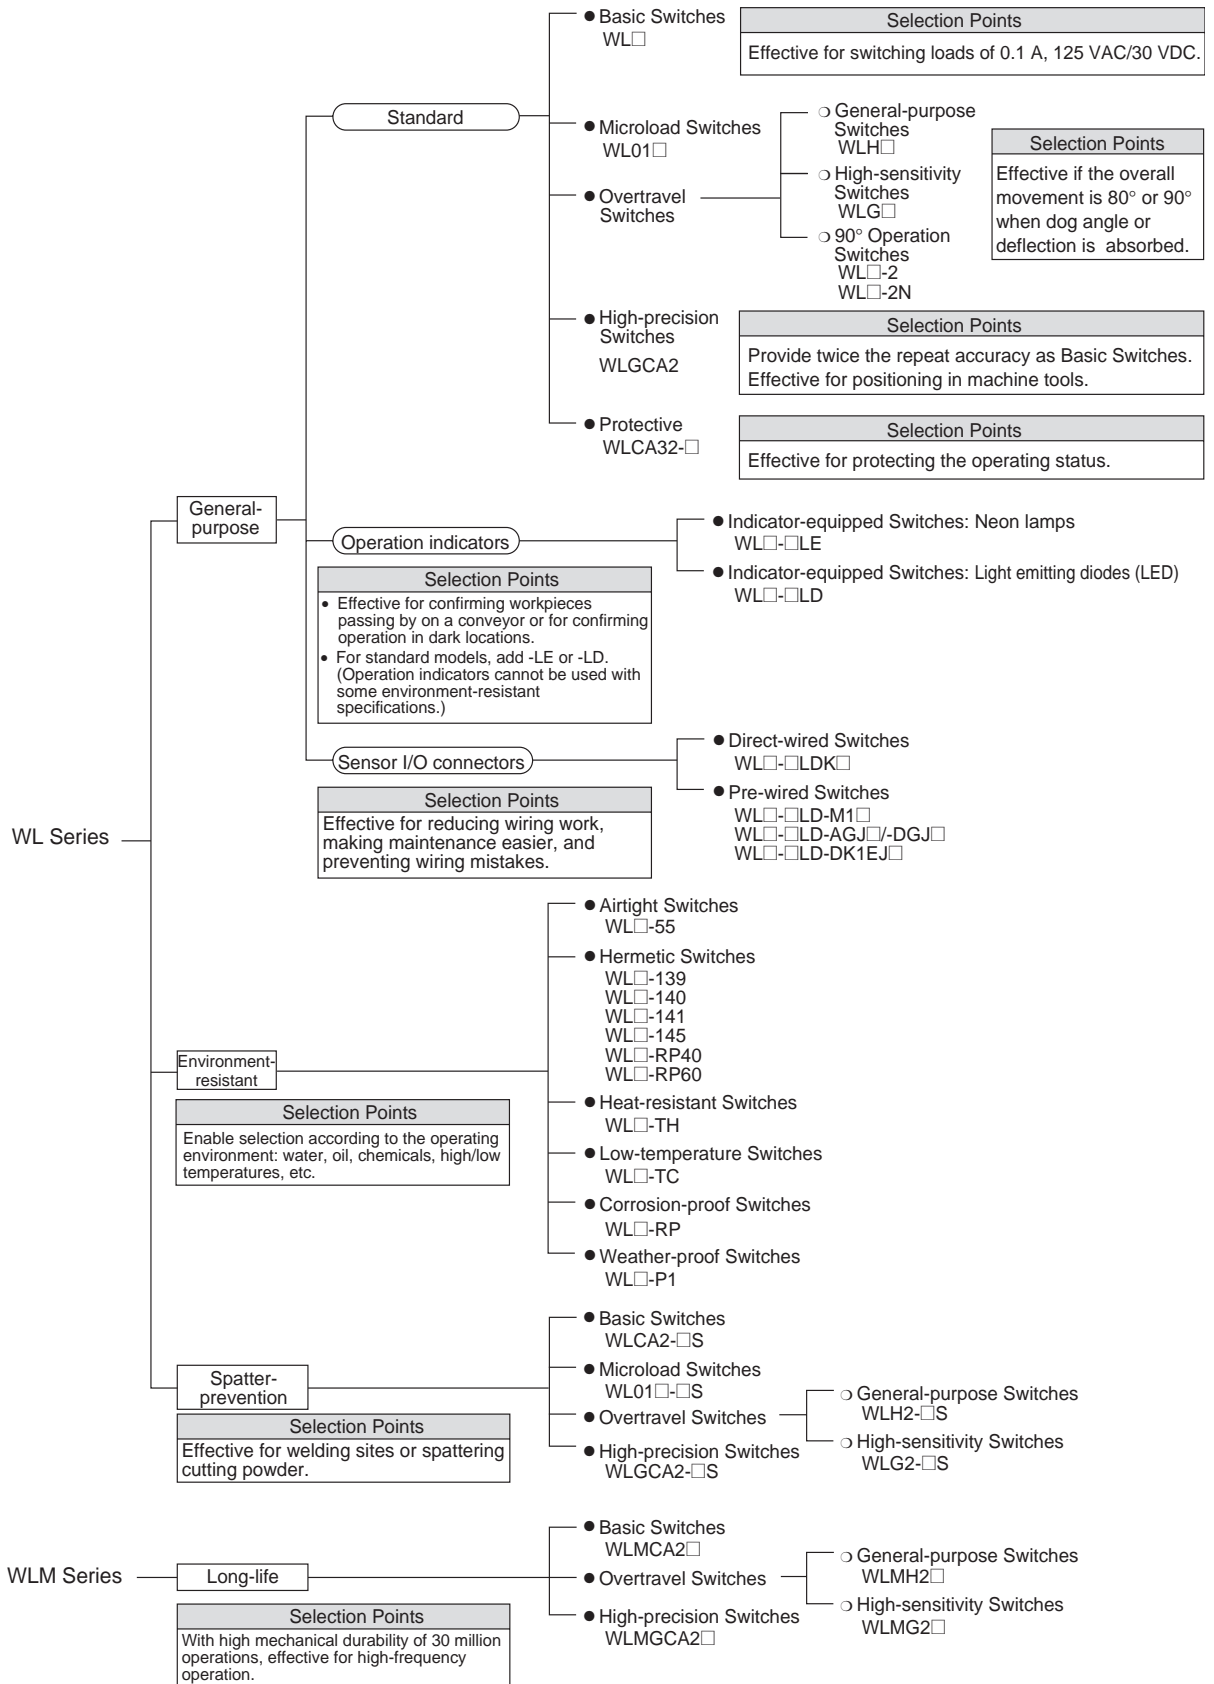 ● Basic Switches
WL□
Selection Points
Effective for switching loads of 0.1 A, 125 VAC/30 VDC.
Standard
● Microload Switches
WL01□
● Overtravel
Switches
❍ General-purpose
Switches
WLH□
❍ High-sensitivity
Switches
WLG□
❍ 90° Operation
Switches
WL□-2
WL□-2N
Selection Points
Effective if the overall
movement is 80° or 90°
when dog angle or
deflection is absorbed.
● High-precision
Switches
WLGCA2
Selection Points
Provide twice the repeat accuracy as Basic Switches.
Effective for positioning in machine tools.
● Protective
WLCA32-□
Selection Points
Effective for protecting the operating status.
General-
purpose
Operation indicators
Selection Points
• Effective for confirming workpieces
passing by on a conveyor or for confirming
operation in dark locations.
• For standard models, add -LE or -LD.
(Operation indicators cannot be used with
some environment-resistant
specifications.)
● Indicator-equipped Switches: Neon lamps
WL□-□LE
● Indicator-equipped Switches: Light emitting diodes (LED)
WL□-□LD
Sensor I/O connectors
Selection Points
Effective for reducing wiring work,
making maintenance easier, and
preventing wiring mistakes.
● Direct-wired Switches
WL□-□LDK□
● Pre-wired Switches
WL□-□LD-M1□
WL□-□LD-AGJ□/-DGJ□
WL□-□LD-DK1EJ□
WL Series
● Airtight Switches
WL□-55
● Hermetic Switches
WL□-139
WL□-140
WL□-141
WL□-145
WL□-RP40
WL□-RP60
Environment-
resistant
Selection Points
Enable selection according to the operating
environment: water, oil, chemicals, high/low
temperatures, etc.
● Heat-resistant Switches
WL□-TH
● Low-temperature Switches
WL□-TC
● Corrosion-proof Switches
WL□-RP
● Weather-proof Switches
WL□-P1
Spatter-
prevention
Selection Points
Effective for welding sites or spattering
cutting powder.
● Basic Switches
WLCA2-□S
● Microload Switches
WL01□-□S
● Overtravel Switches
❍ General-purpose Switches
WLH2-□S
❍ High-sensitivity Switches
WLG2-□S
● High-precision Switches
WLGCA2-□S
WLM Series
Long-life
Selection Points
With high mechanical durability of 30 million
operations, effective for high-frequency
operation.
● Basic Switches
WLMCA2□
● Overtravel Switches
❍ General-purpose Switches
WLMH2□
❍ High-sensitivity Switches
WLMG2□
● High-precision Switches
WLMGCA2□